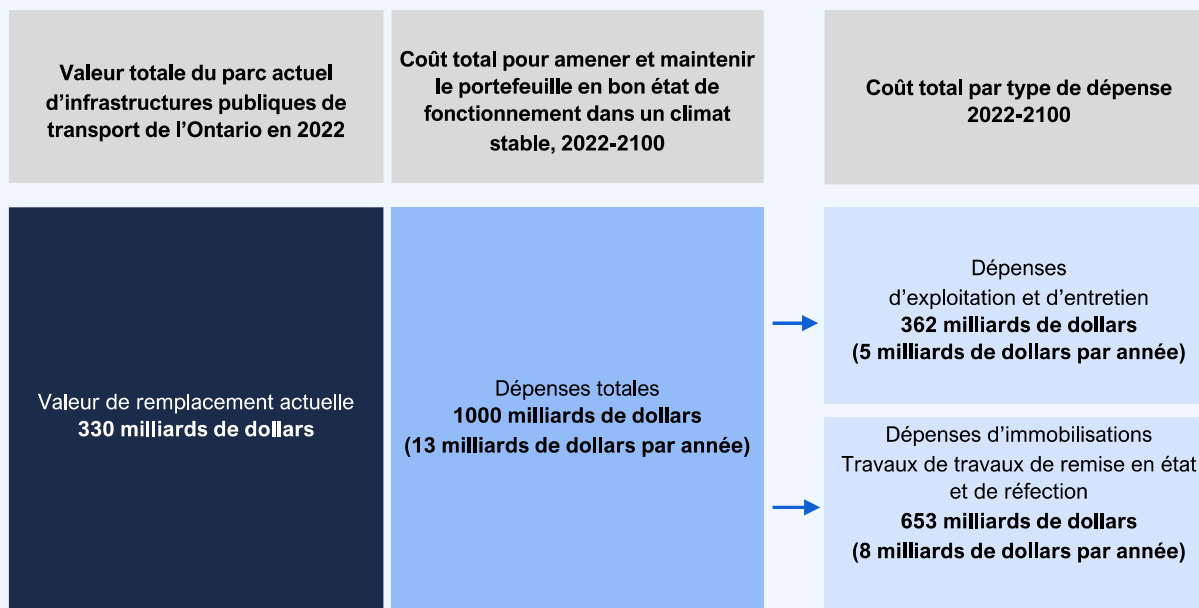 Valeur totale du parc actuel
d'infrastructures publiques de
transport de l'Ontario en 2022
Coût total pour amener et maintenir
le portefeuille en bon état de
fonctionnement dans un climat
stable, 2022-2100
Coût total par type de dépense
2022-2100
Valeur de remplacement actuelle
330 milliards de dollars
Dépenses totales
1000 milliards de dollars
(13 milliards de dollars par année)
Dépenses
d'exploitation et d'entretien
362 milliards de dollars
(5 milliards de dollars par année)
Dépenses d'immobilisations
Travaux de travaux de remise en état
et de réfection
653 milliards de dollars
(8 milliards de dollars par année)